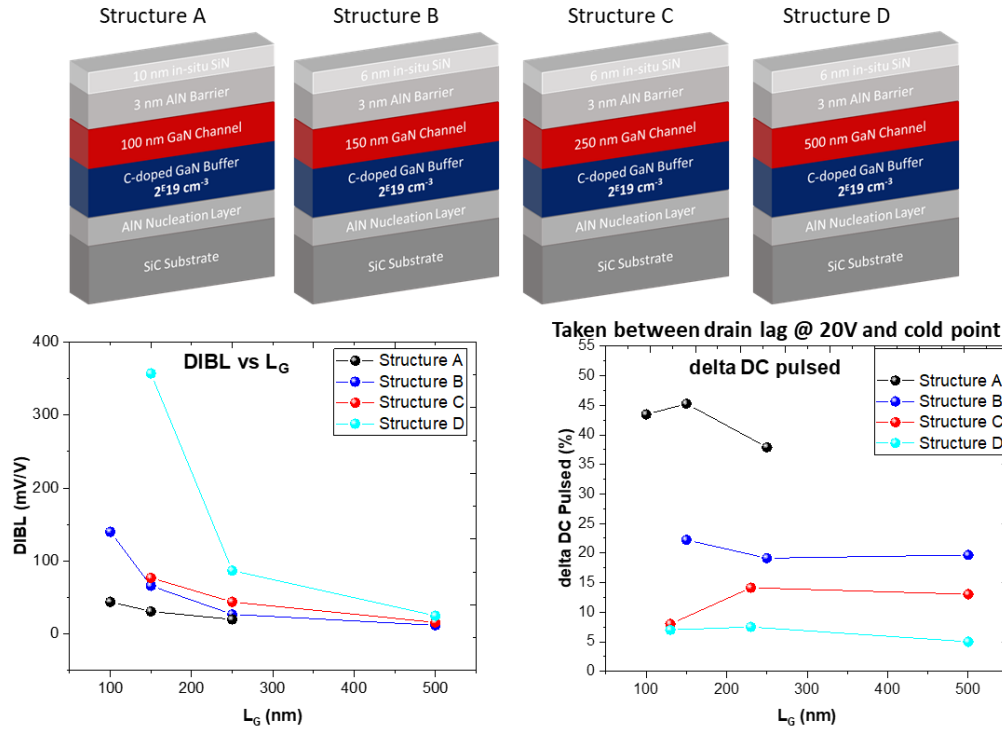 Structure A
Structure B
Structure C
Structure D
10 nm in-situ SiN
3 nm AlN Barrier
100 nm GaN Channel
C-doped GaN Buffer
2ᴱ19 cm⁻³
AlN Nucleation Layer
SiC Substrate
6 nm in-situ SiN
3 nm AlN Barrier
150 nm GaN Channel
C-doped GaN Buffer
2ᴱ19 cm⁻³
AlN Nucleation Layer
SiC Substrate
6 nm in-situ SiN
3 nm AlN Barrier
250 nm GaN Channel
C-doped GaN Buffer
2ᴱ19 cm⁻³
AlN Nucleation Layer
SiC Substrate
6 nm in-situ SiN
3 nm AlN Barrier
500 nm GaN Channel
C-doped GaN Buffer
2ᴱ19 cm⁻³
AlN Nucleation Layer
SiC Substrate
DIBL vs L_G
Structure A
Structure B
Structure C
Structure D
400
300
200
100
0
DIBL (mV/V)
100
200
300
400
500
L_G (nm)
Taken between drain lag @ 20V and cold point
delta DC pulsed
Structure A
Structure B
Structure C
Structure D
55
50
45
40
35
30
25
20
15
10
5
0
delta DC Pulsed (%)
100
200
300
400
500
L_G (nm)